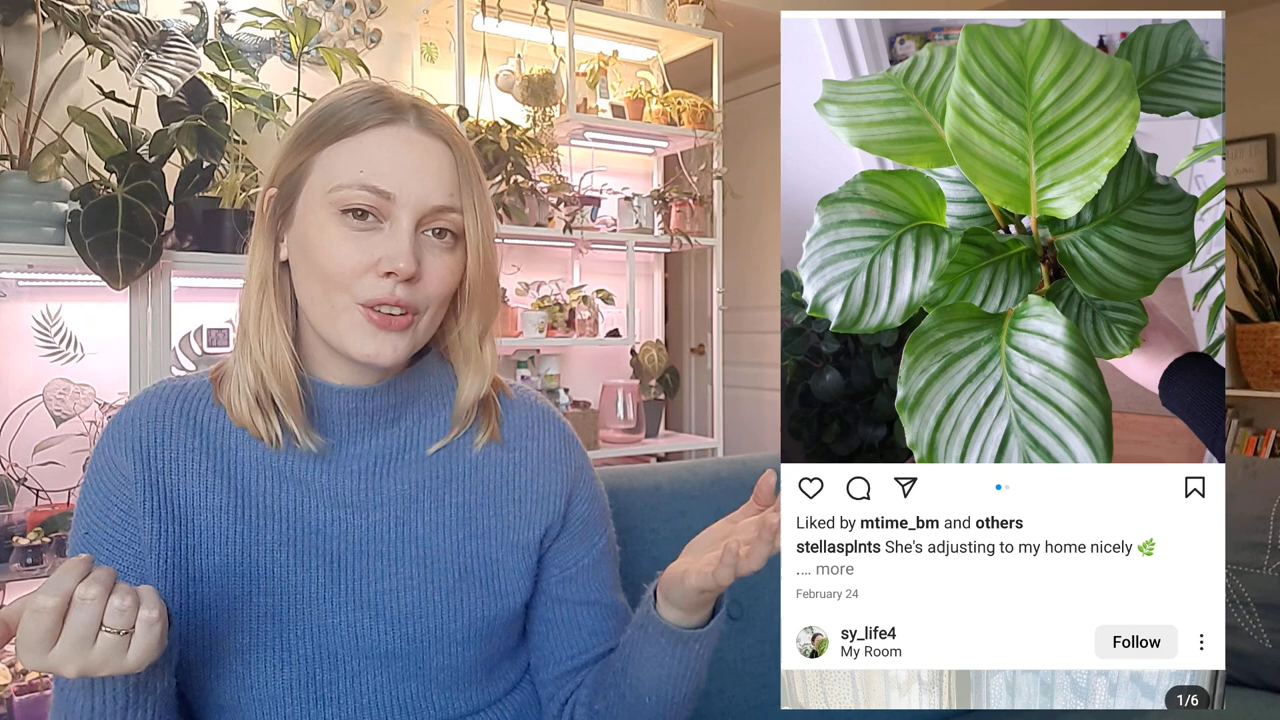 Liked by mtime_bm and others
stellasplnts She's adjusting to my home nicely 🌿
.... more
February 24
sy_life4
My Room
Follow
1/6